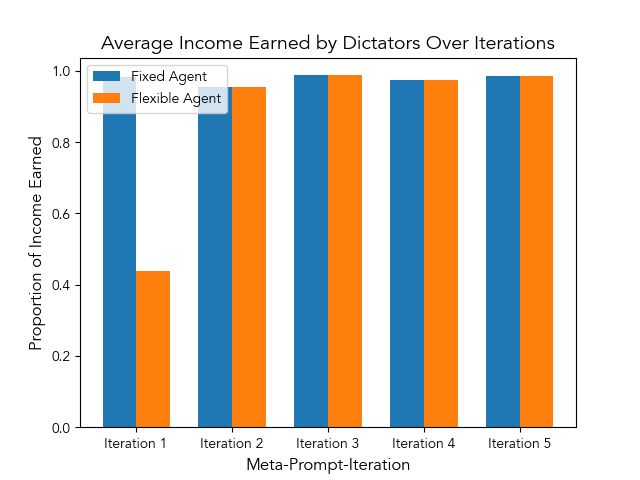 Average Income Earned by Dictators Over Iterations
Fixed Agent
Flexible Agent
1.0
0.8
0.6
0.4
0.2
0.0
Proportion of Income Earned
Iteration 1 Iteration 2 Iteration 3 Iteration 4 Iteration 5
Meta-Prompt-Iteration